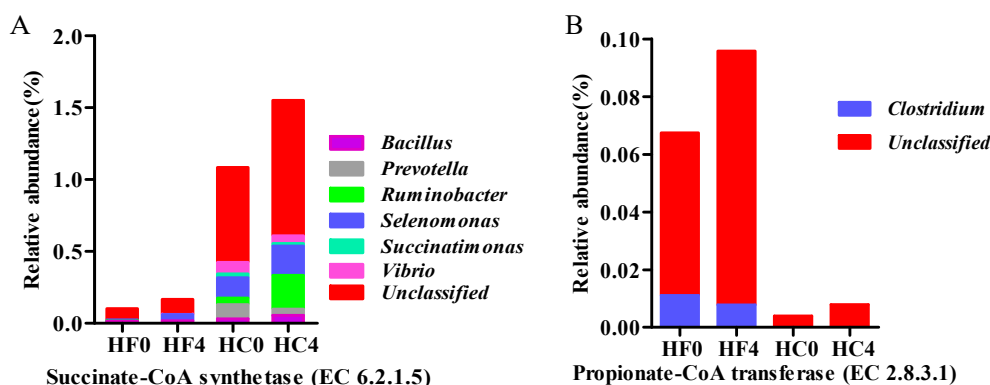 A
Relative abundance(%)
2.0
1.5
1.0
0.5
0.0
HF0 HF4 HC0 HC4
Bacillus
Prevotella
Ruminobacter
Selenomonas
Succinatimonas
Vibrio
Unclassified
Succinate-CoA synthetase (EC 6.2.1.5)
B
Relative abundance(%)
0.10
0.08
0.06
0.04
0.02
0.00
HF0 HF4 HC0 HC4
Clostridium
Unclassified
Propionate-CoA transferase (EC 2.8.3.1)